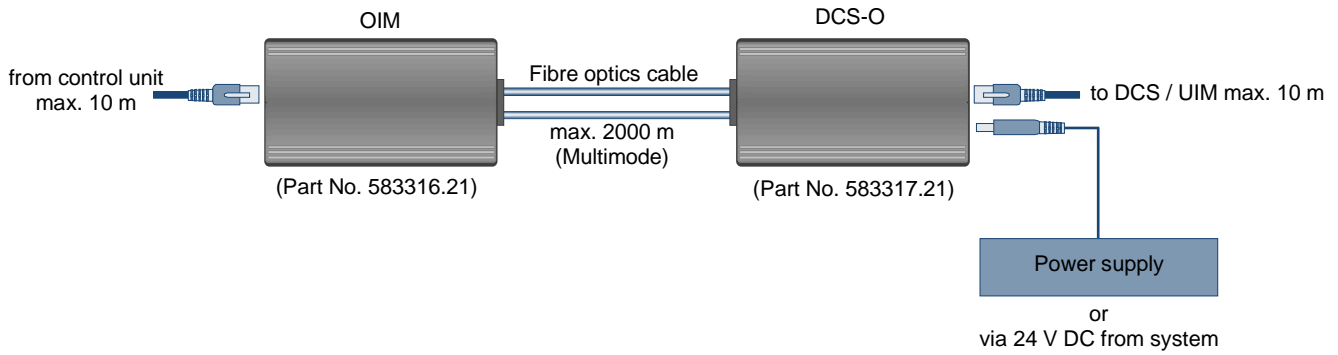 OIM
DCS-O
from control unit
max. 10 m
Fibre optics cable
max. 2000 m
(Multimode)
to DCS / UIM max. 10 m
(Part No. 583316.21)
(Part No. 583317.21)
Power supply
or
via 24 V DC from system